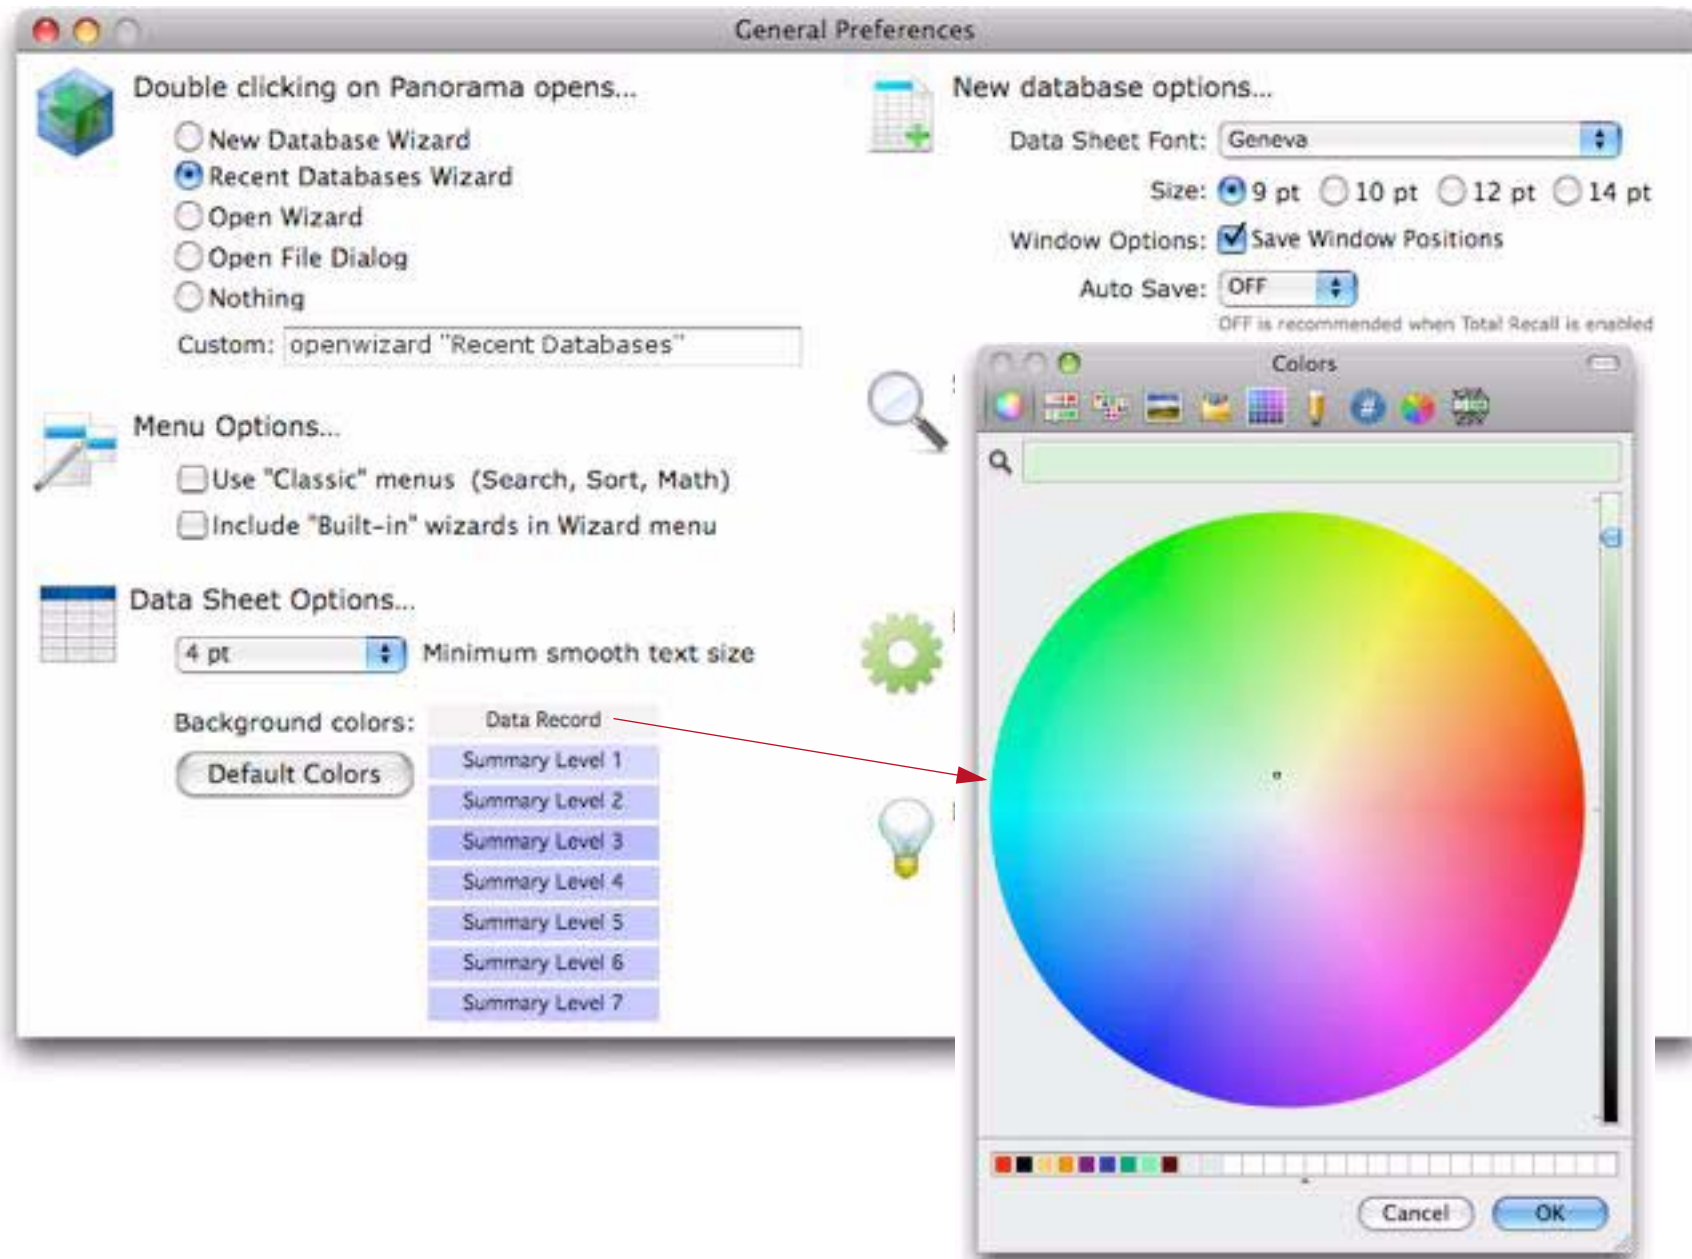 General Preferences
Double clicking on Panorama opens...
New Database Wizard
Recent Databases Wizard
Open Wizard
Open File Dialog
Nothing
Custom: openwizard "Recent Databases"
Menu Options...
Use "Classic" menus (Search, Sort, Math)
Include "Built-in" wizards in Wizard menu
Data Sheet Options...
4 pt Minimum smooth text size
Background colors: Data Record
Default Colors
Summary Level 1
Summary Level 2
Summary Level 3
Summary Level 4
Summary Level 5
Summary Level 6
Summary Level 7
New database options...
Data Sheet Font: Geneva
Size: 9 pt 10 pt 12 pt 14 pt
Window Options: Save Window Positions
Auto Save: OFF
OFF is recommended when Total Recall is enabled
Colors
#
Cancel OK